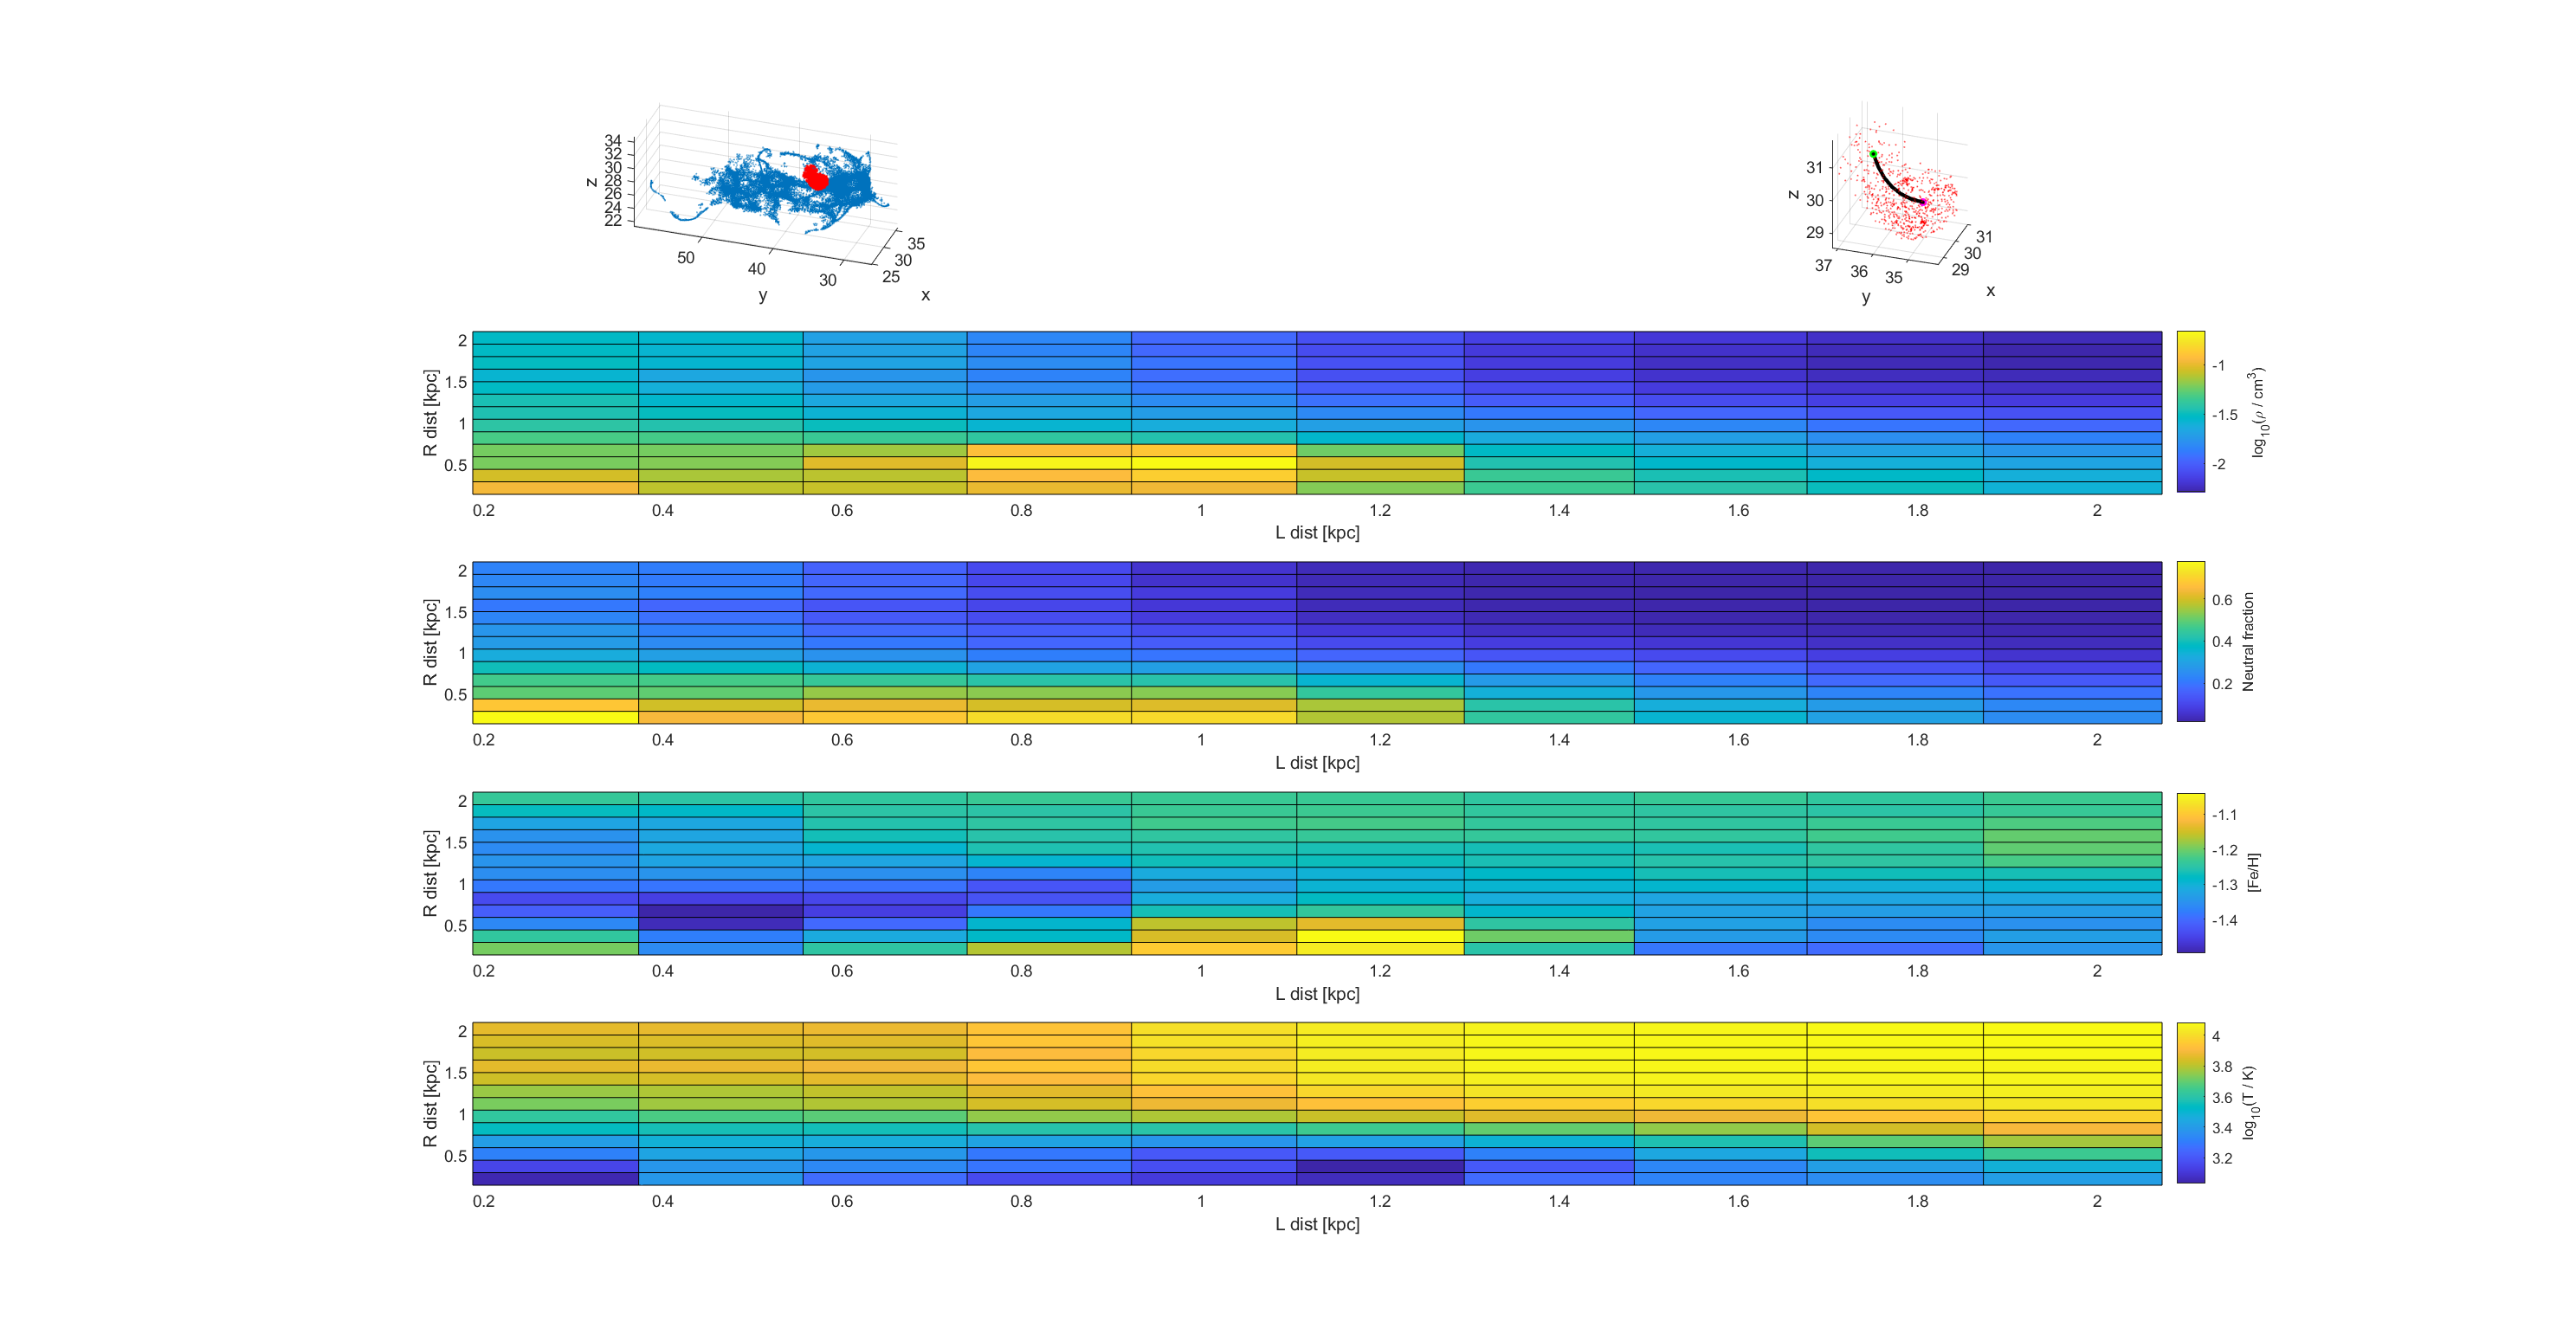 34
32
30
28
26
24
22
z
50
40
30
y
35
30
25
x
31
30
29
z
37
36
35
y
31
30
29
x
2
1.5
1
0.5
R dist [kpc]
0.2 0.4 0.6 0.8 1 1.2 1.4 1.6 1.8 2
L dist [kpc]
-1
-1.5
-2
log10(ρ / cm3)
2
1.5
1
0.5
R dist [kpc]
0.2 0.4 0.6 0.8 1 1.2 1.4 1.6 1.8 2
L dist [kpc]
0.6
0.4
0.2
Neutral fraction
2
1.5
1
0.5
R dist [kpc]
0.2 0.4 0.6 0.8 1 1.2 1.4 1.6 1.8 2
L dist [kpc]
-1.1
-1.2
-1.3
-1.4
[Fe/H]
2
1.5
1
0.5
R dist [kpc]
0.2 0.4 0.6 0.8 1 1.2 1.4 1.6 1.8 2
L dist [kpc]
4
3.8
3.6
3.4
3.2
log10(T / K)